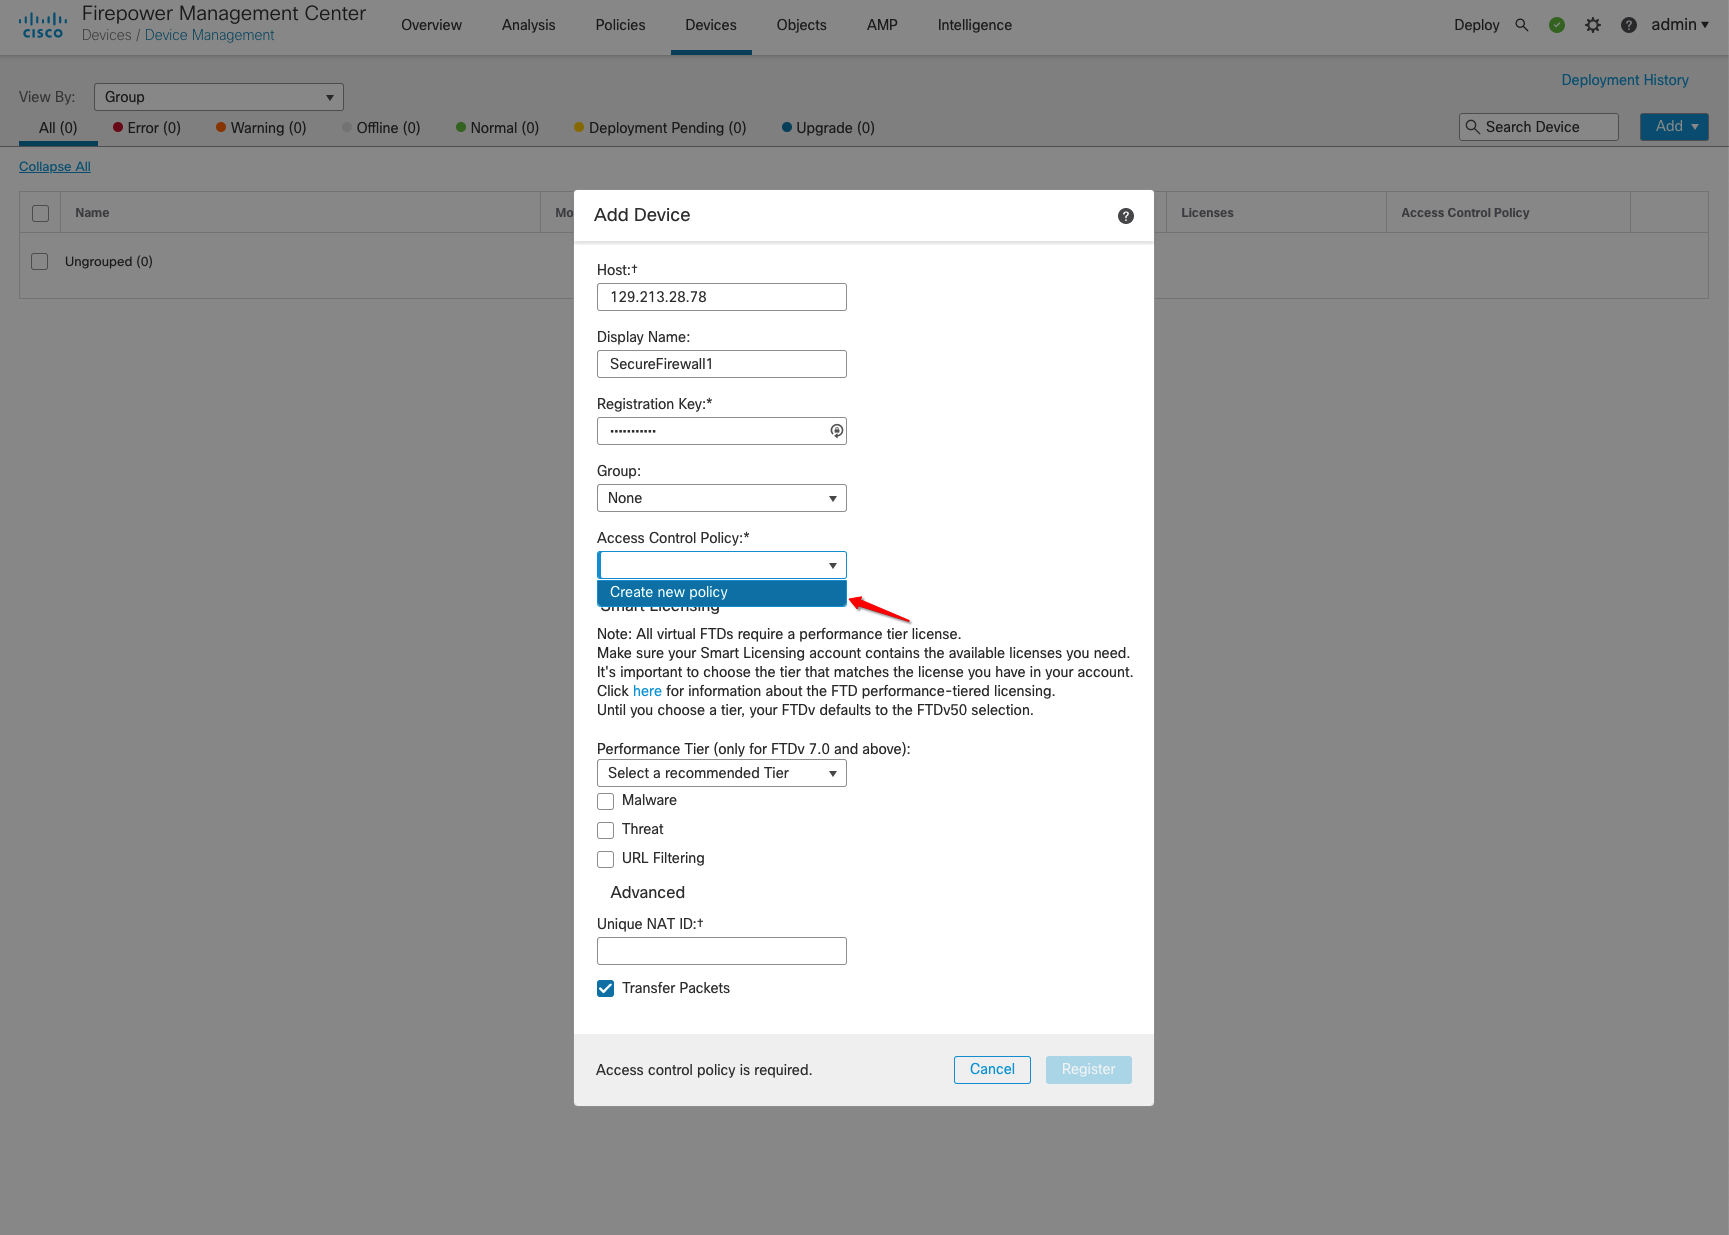 cisco
Firepower Management Center
Devices / Device Management
Overview
Analysis
Policies
Devices
Objects
AMP
Intelligence
Deploy
admin
Deployment History
View By:
Group
All (0)
Error (0)
Warning (0)
Offline (0)
Normal (0)
Deployment Pending (0)
Upgrade (0)
Search Device
Add
Collapse All
Name
Mo
Licenses
Access Control Policy
Ungrouped (0)
Add Device
Host:†
129.213.28.78
Display Name:
SecureFirewall1
Registration Key:*
···········
Group:
None
Access Control Policy:*
Create new policy
Smart Licensing
Note: All virtual FTDs require a performance tier license.
Make sure your Smart Licensing account contains the available licenses you need.
It's important to choose the tier that matches the license you have in your account.
Click here for information about the FTD performance-tiered licensing.
Until you choose a tier, your FTDv defaults to the FTDv50 selection.
Performance Tier (only for FTDv 7.0 and above):
Select a recommended Tier
Malware
Threat
URL Filtering
Advanced
Unique NAT ID:†
Transfer Packets
Access control policy is required.
Cancel
Register